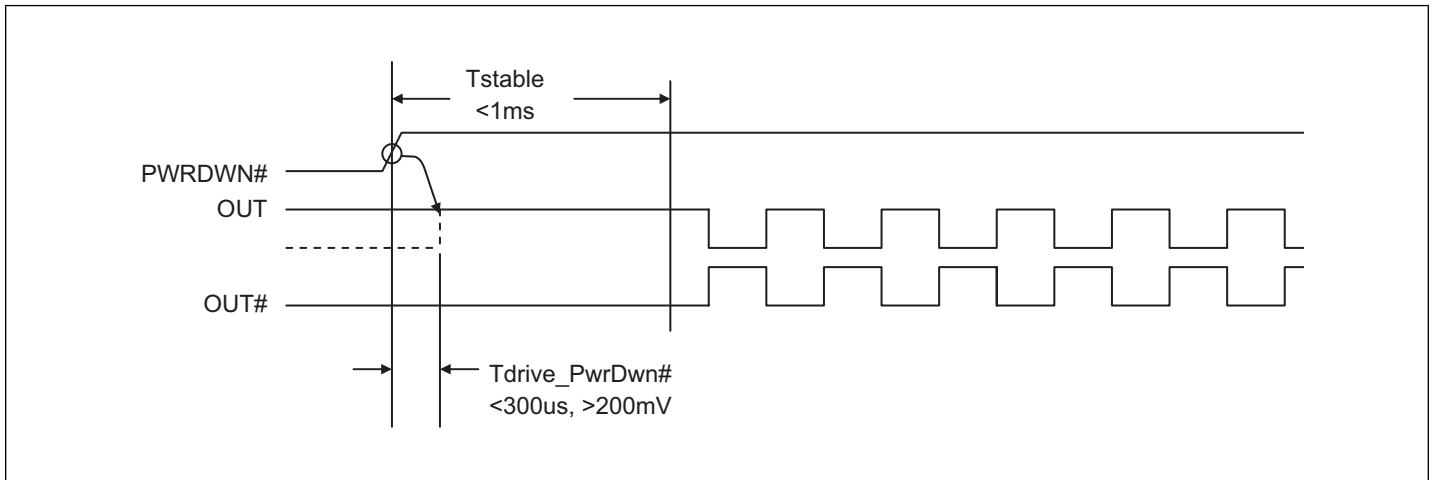 Tstable
<1ms
PWRDWN#
OUT
OUT#
Tdrive_PwrDwn#
<300us, >200mV